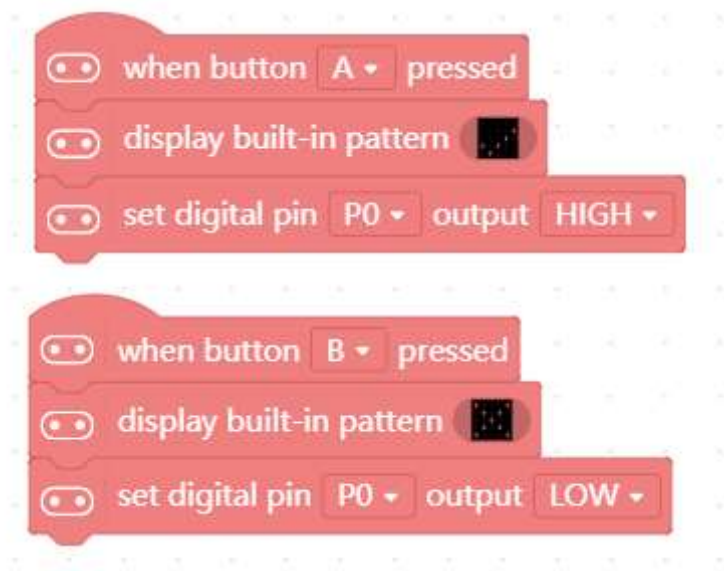 when button A pressed
display built-in pattern
set digital pin P0 output HIGH
when button B pressed
display built-in pattern
set digital pin P0 output LOW